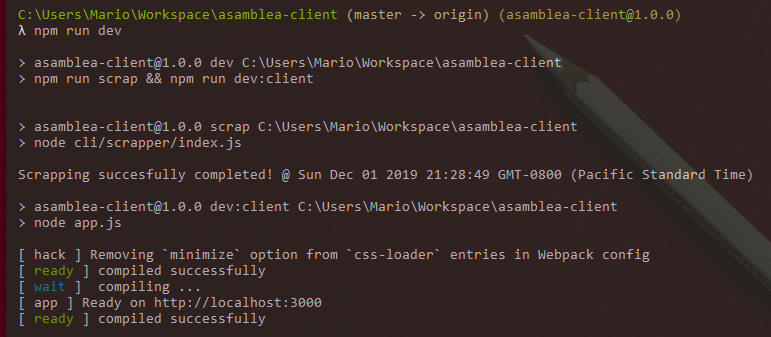 C:\Users\Mario\Workspace\asamblea-client (master -> origin) (asamblea-client@1.0.0)
λ npm run dev
> asamblea-client@1.0.0 dev C:\Users\Mario\Workspace\asamblea-client
> npm run scrap && npm run dev:client
> asamblea-client@1.0.0 scrap C:\Users\Mario\Workspace\asamblea-client
> node cli/scrapper/index.js
Scrapping succesfully completed! @ Sun Dec 01 2019 21:28:49 GMT-0800 (Pacific Standard Time)
> asamblea-client@1.0.0 dev:client C:\Users\Mario\Workspace\asamblea-client
> node app.js
[ hack ] Removing `minimize` option from `css-loader` entries in Webpack config
[ ready ] compiled successfully
[ wait ]  compiling ...
[ app ] Ready on http://localhost:3000
[ ready ] compiled successfully